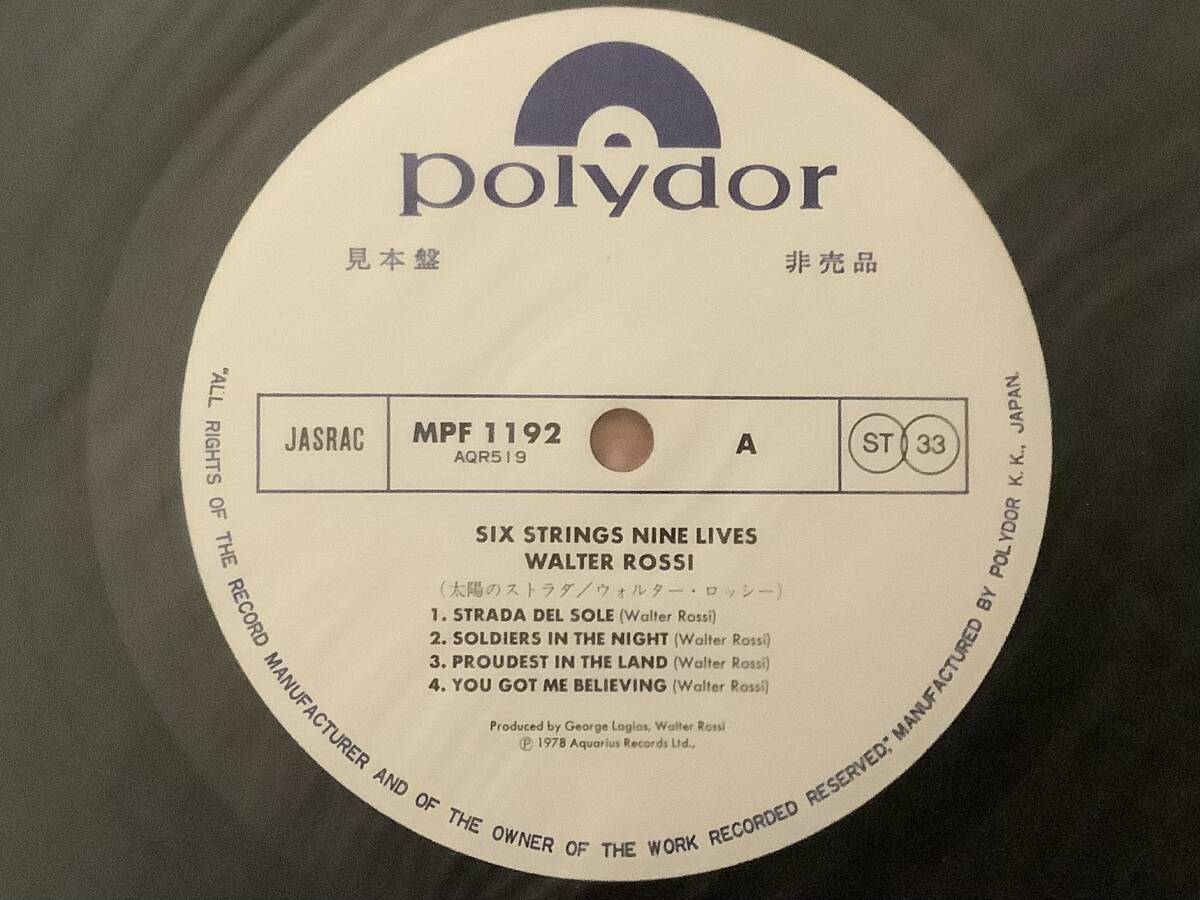 polydor
見本盤 非売品
JASRAC MPF 1192 A ST 33
AQR519
SIX STRINGS NINE LIVES
WALTER ROSSI
(太陽のストラダ/ウォルター・ロッシー)
1. STRADA DEL SOLE (Walter Rossi)
2. SOLDIERS IN THE NIGHT (Walter Rossi)
3. PROUDEST IN THE LAND (Walter Rossi)
4. YOU GOT ME BELIEVING (Walter Rossi)
Produced by George Lagios, Walter Rossi
Ⓟ 1978 Aquarius Records Ltd.,
"ALL RIGHTS OF THE RECORD MANUFACTURER AND OF THE OWNER OF THE WORK RECORDED RESERVED," MANUFACTURED BY POLYDOR K. K., JAPAN.